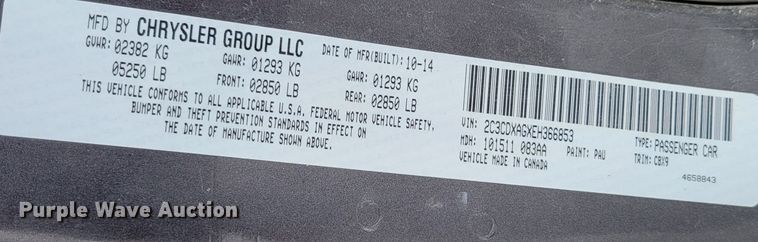 MFD BY CHRYSLER GROUP LLC DATE OF MFR(BUILT): 10-14
GVWR: 02382 KG GAWR: 01293 KG GAWR: 01293 KG
05250 LB FRONT: 02850 LB REAR: 02850 LB
THIS VEHICLE CONFORMS TO ALL APPLICABLE U.S.A. FEDERAL MOTOR VEHICLE SAFETY,
BUMPER AND THEFT PREVENTION STANDARDS IN EFFECT ON
THE DATE OF MANUFACTURE SHOWN ABOVE.
VIN: 2C3CDXAGXEH366853 TYPE: PASSENGER CAR
MDH: 101511 083AA PAINT: PAU TRIM: CBX9
VEHICLE MADE IN CANADA 4658843
Purple Wave Auction